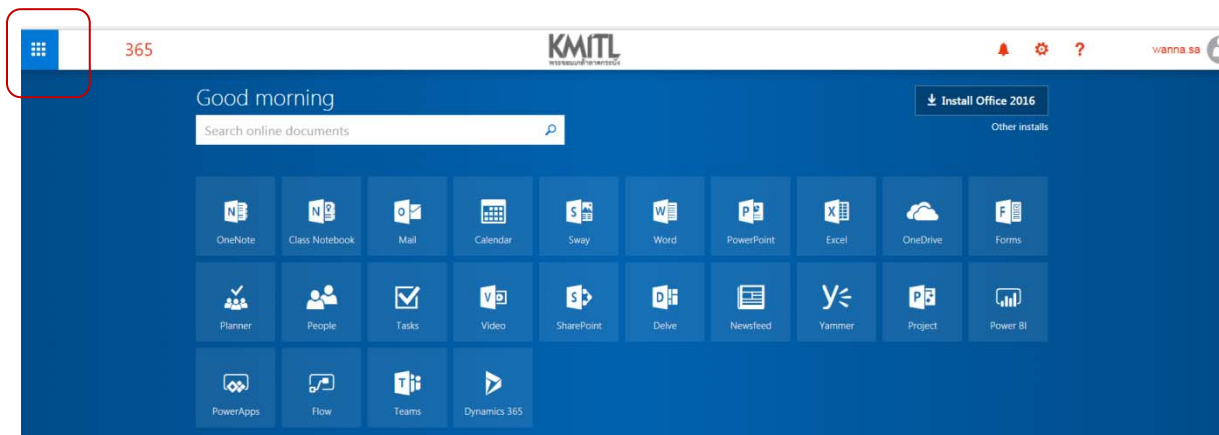 365
KMITL
wanna.sa
Good morning
Install Office 2016
Search online documents
Other installs
OneNote
Class Notebook
Mail
Calendar
Sway
Word
PowerPoint
Excel
OneDrive
Forms
Planner
People
Tasks
Video
SharePoint
Delve
Newsfeed
Yammer
Project
Power BI
PowerApps
Flow
Teams
Dynamics 365